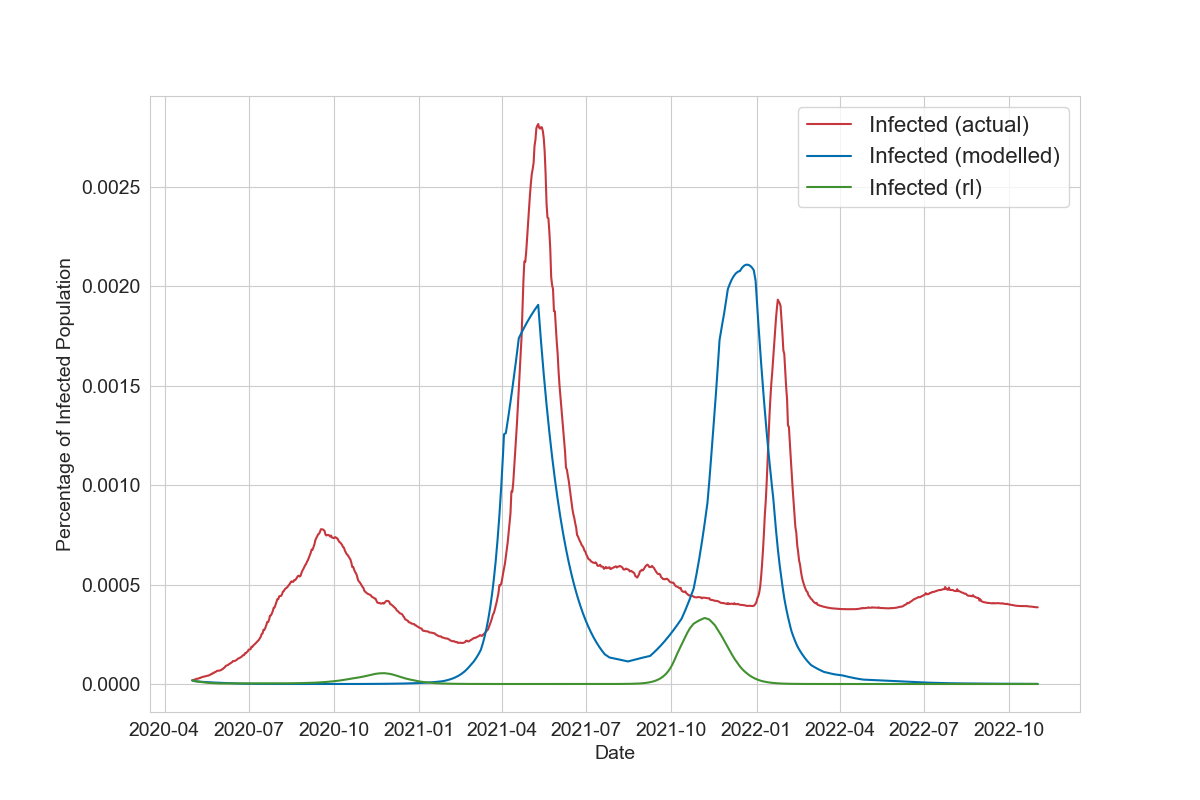 Infected (actual)
Infected (modelled)
Infected (rl)
Percentage of Infected Population
0.0025
0.0020
0.0015
0.0010
0.0005
0.0000
2020-04 2020-07 2020-10 2021-01 2021-04 2021-07 2021-10 2022-01 2022-04 2022-07 2022-10
Date